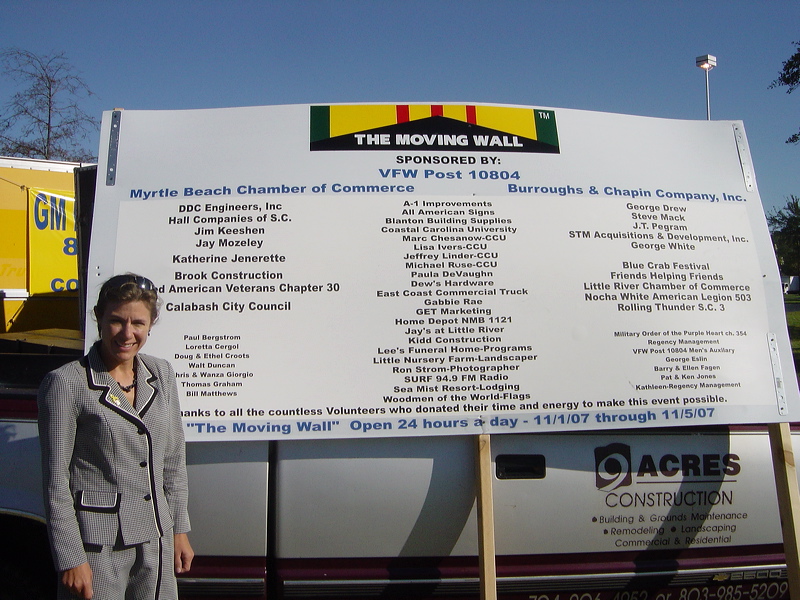 TM
THE MOVING WALL
SPONSORED BY:
VFW Post 10804
Myrtle Beach Chamber of Commerce
Burroughs & Chapin Company, Inc.
DDC Engineers, Inc
Hall Companies of S.C.
Jim Keeshen
Jay Mozeley
Katherine Jenerette
Brook Construction
American Veterans Chapter 30
Calabash City Council
Paul Bergstrom
Loretta Cergol
Doug & Ethel Croots
Walt Duncan
& Wanza Giorgio
Thomas Graham
Bill Matthews
A-1 Improvements
All American Signs
Blanton Building Supplies
Coastal Carolina University
Marc Chesanow-CCU
Lisa Ivers-CCU
Jeffrey Linder-CCU
Michael Ruse-CCU
Paula DeVaughn
Dew's Hardware
East Coast Commercial Truck
Gabbie Rae
GET Marketing
Home Depot NMB 1121
Jay's at Little River
Kidd Construction
Lee's Funeral Home-Programs
Little Nursery Farm-Landscaper
Ron Strom-Photographer
SURF 94.9 FM Radio
Sea Mist Resort-Lodging
Woodmen of the World-Flags
George Drew
Steve Mack
J.T. Pegram
STM Acquisitions & Development, Inc.
George White
Blue Crab Festival
Friends Helping Friends
Little River Chamber of Commerce
Nocha White American Legion 503
Rolling Thunder S.C. 3
Military Order of the Purple Heart ch. 354
Regency Management
VFW Post 10804 Men's Auxilary
George Eslin
Barry & Ellen Fagen
Pat & Ken Jones
Kathleen-Regency Management
to all the countless Volunteers who donated their time and energy to make this event possible.
"The Moving Wall" Open 24 hours a day - 11/1/07 through 11/5/07
GM
8
CO
9 ACRES
CONSTRUCTION
Building & Grounds Maintenance
Remodeling • Landscaping
Commercial & Residential
or 803-985-5209